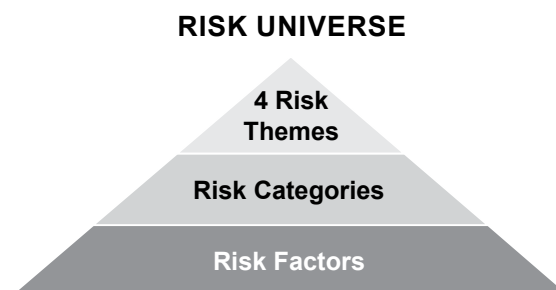 RISK UNIVERSE
4 Risk
Themes
Risk Categories
Risk Factors